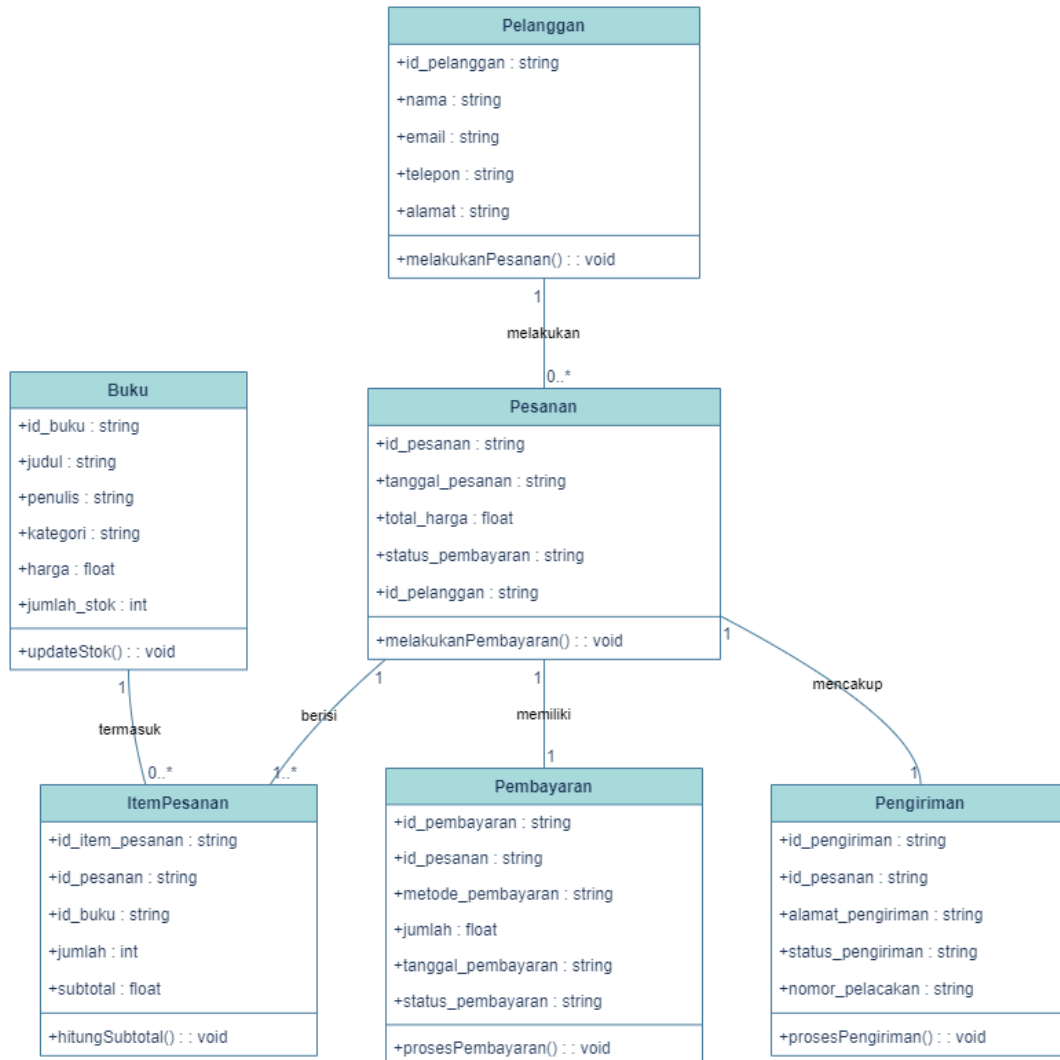 Pelanggan
+id_pelanggan : string
+nama : string
+email : string
+telepon : string
+alamat : string
+melakukanPesanan() : : void
1
melakukan
0..*
Buku
+id_buku : string
+judul : string
+penulis : string
+kategori : string
+harga : float
+jumlah_stok : int
+updateStok() : : void
Pesanan
+id_pesanan : string
+tanggal_pesanan : string
+total_harga : float
+status_pembayaran : string
+id_pelanggan : string
+melakukanPembayaran() : : void
1
termasuk
0..*
1
berisi
1..*
1
memiliki
1
1
mencakup
1
ItemPesanan
+id_item_pesanan : string
+id_pesanan : string
+id_buku : string
+jumlah : int
+subtotal : float
+hitungSubtotal() : : void
Pembayaran
+id_pembayaran : string
+id_pesanan : string
+metode_pembayaran : string
+jumlah : float
+tanggal_pembayaran : string
+status_pembayaran : string
+prosesPembayaran() : : void
Pengiriman
+id_pengiriman : string
+id_pesanan : string
+alamat_pengiriman : string
+status_pengiriman : string
+nomor_pelacakan : string
+prosesPengiriman() : : void